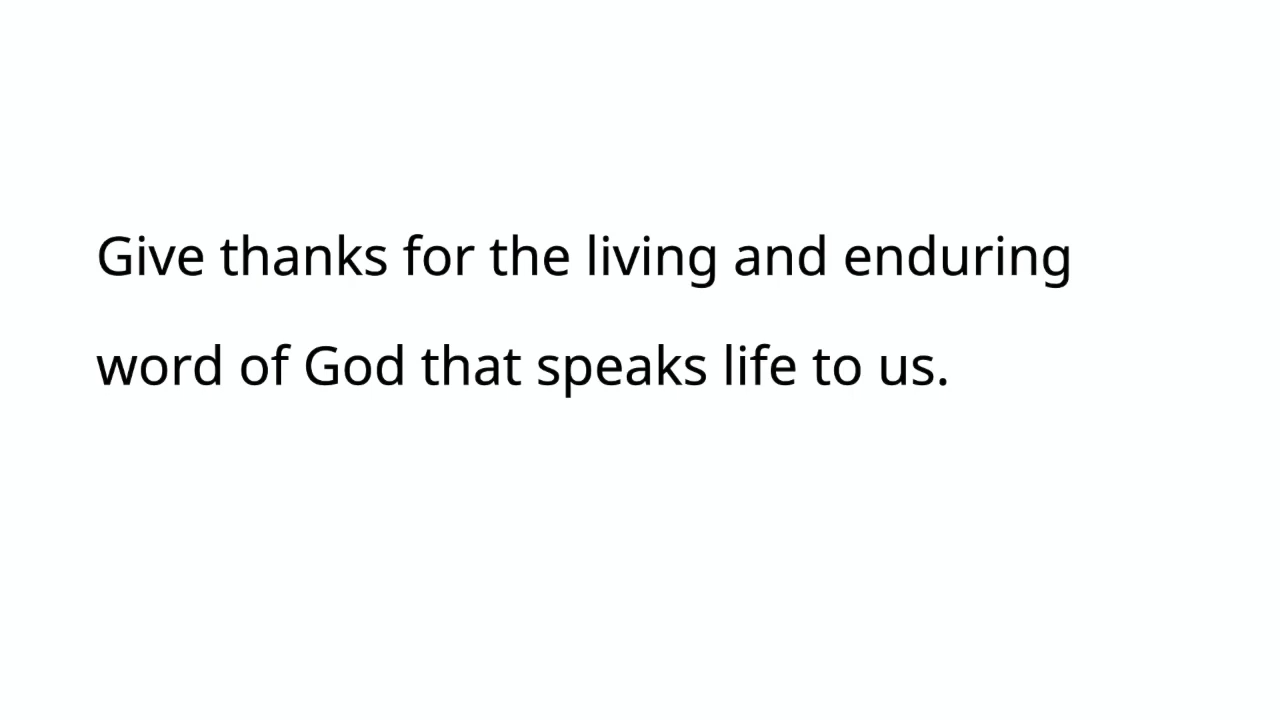 Give thanks for the living and enduring
word of God that speaks life to us.